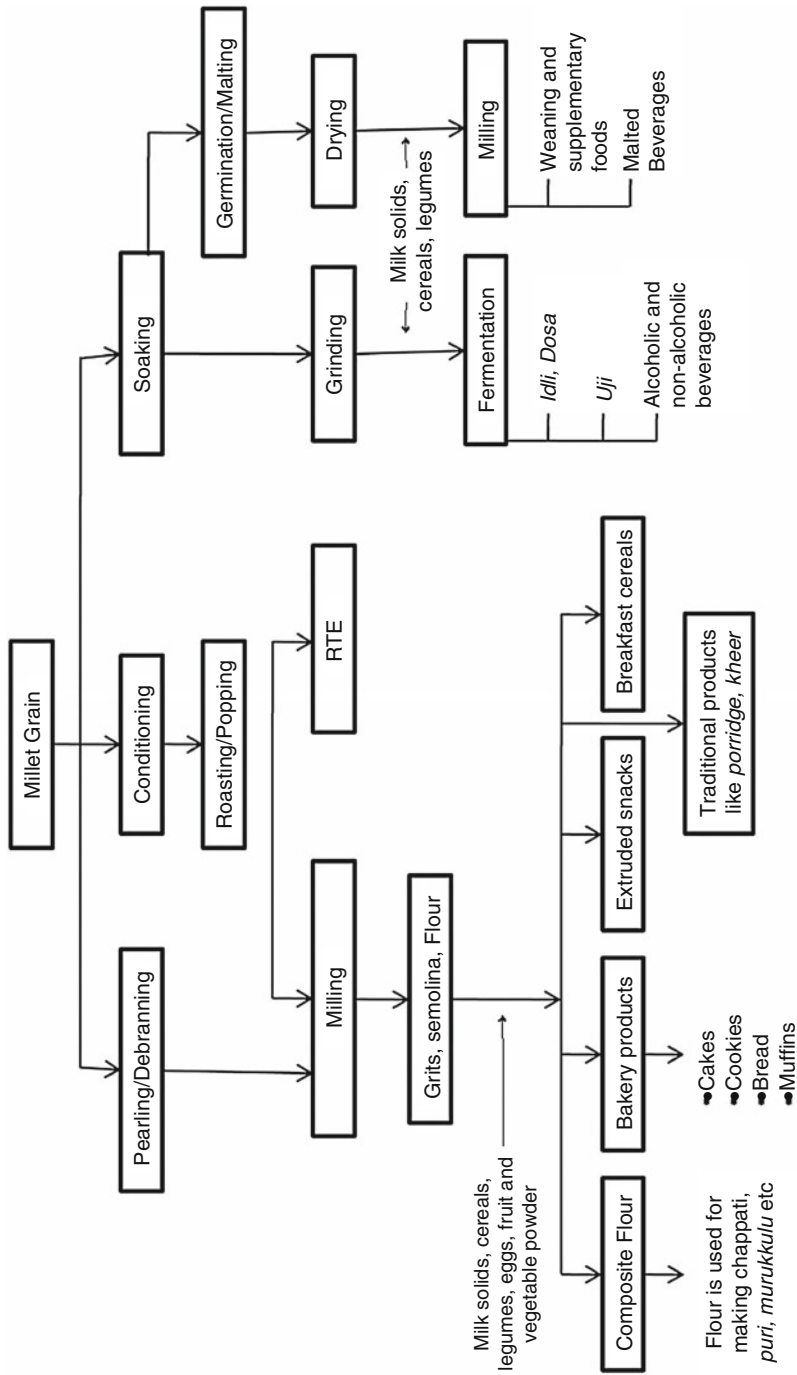 Millet Grain
Pearling/Debranning
Conditioning
Soaking
Roasting/Popping
Germination/Malting
Milling
RTE
Grinding
Drying
Milk solids,
cereals, legumes
Grits, semolina, Flour
Fermentation
Milling
Idli, Dosa
Uji
Alcoholic and
non-alcoholic
beverages
Weaning and
supplementary
foods
Malted
Beverages
Milk solids, cereals,
legumes, eggs, fruit and
vegetable powder
Composite Flour
Bakery products
Extruded snacks
Breakfast cereals
Traditional products
like porridge, kheer
Flour is used for
making chappati,
puri, murukkulu etc
Cakes
Cookies
Bread
Muffins